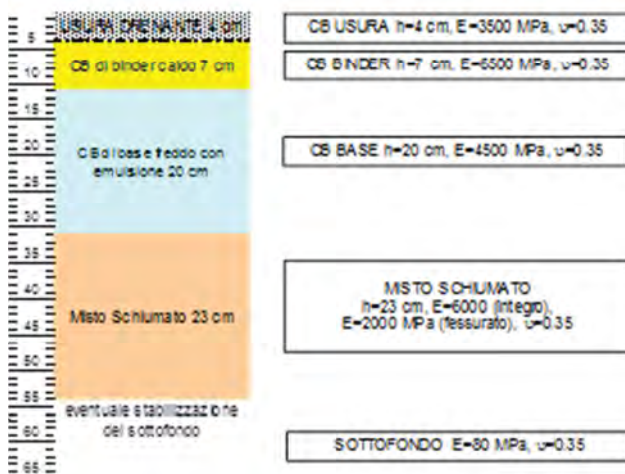 USURA DRENANTE 4 cm
CB USURA h=4 cm, E=3500 MPa, υ=0.35
5
CB di binder caldo 7 cm
CB BINDER h=7 cm, E=6500 MPa, υ=0.35
10
15
20
CB di base freddo con
emulsione 20 cm
CB BASE h=20 cm, E=4500 MPa, υ=0.35
25
30
35
40
45
Misto Schiumato 23 cm
MISTO SCHIUMATO
h=23 cm, E=6000 (integro),
E=2000 MPa (fessurato), υ=0.35
50
55
eventuale stabilizzazione
del sottofondo
60
SOTTOFONDO E=80 MPa, υ=0.35
65